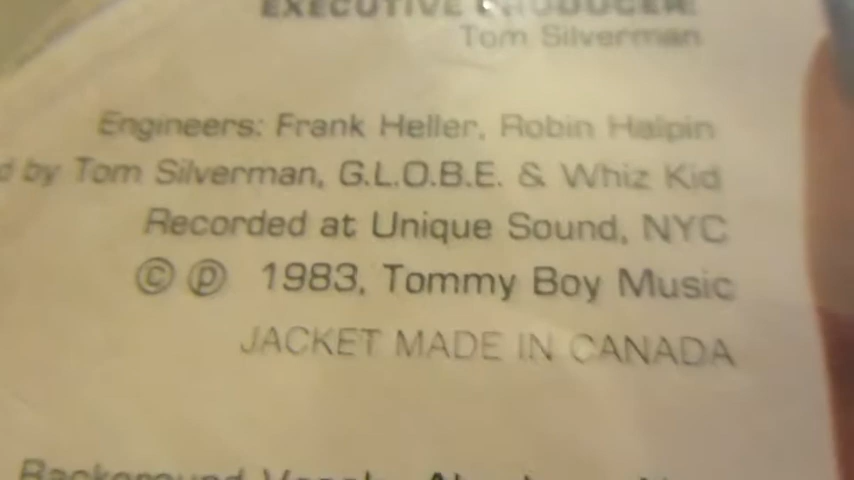 EXECUTIVE PRODUCER:
Tom Silverman
Engineers: Frank Heller, Robin Halpin
by Tom Silverman, G.L.O.B.E. & Whiz Kid
Recorded at Unique Sound, NYC
© ℗ 1983, Tommy Boy Music
JACKET MADE IN CANADA
Background